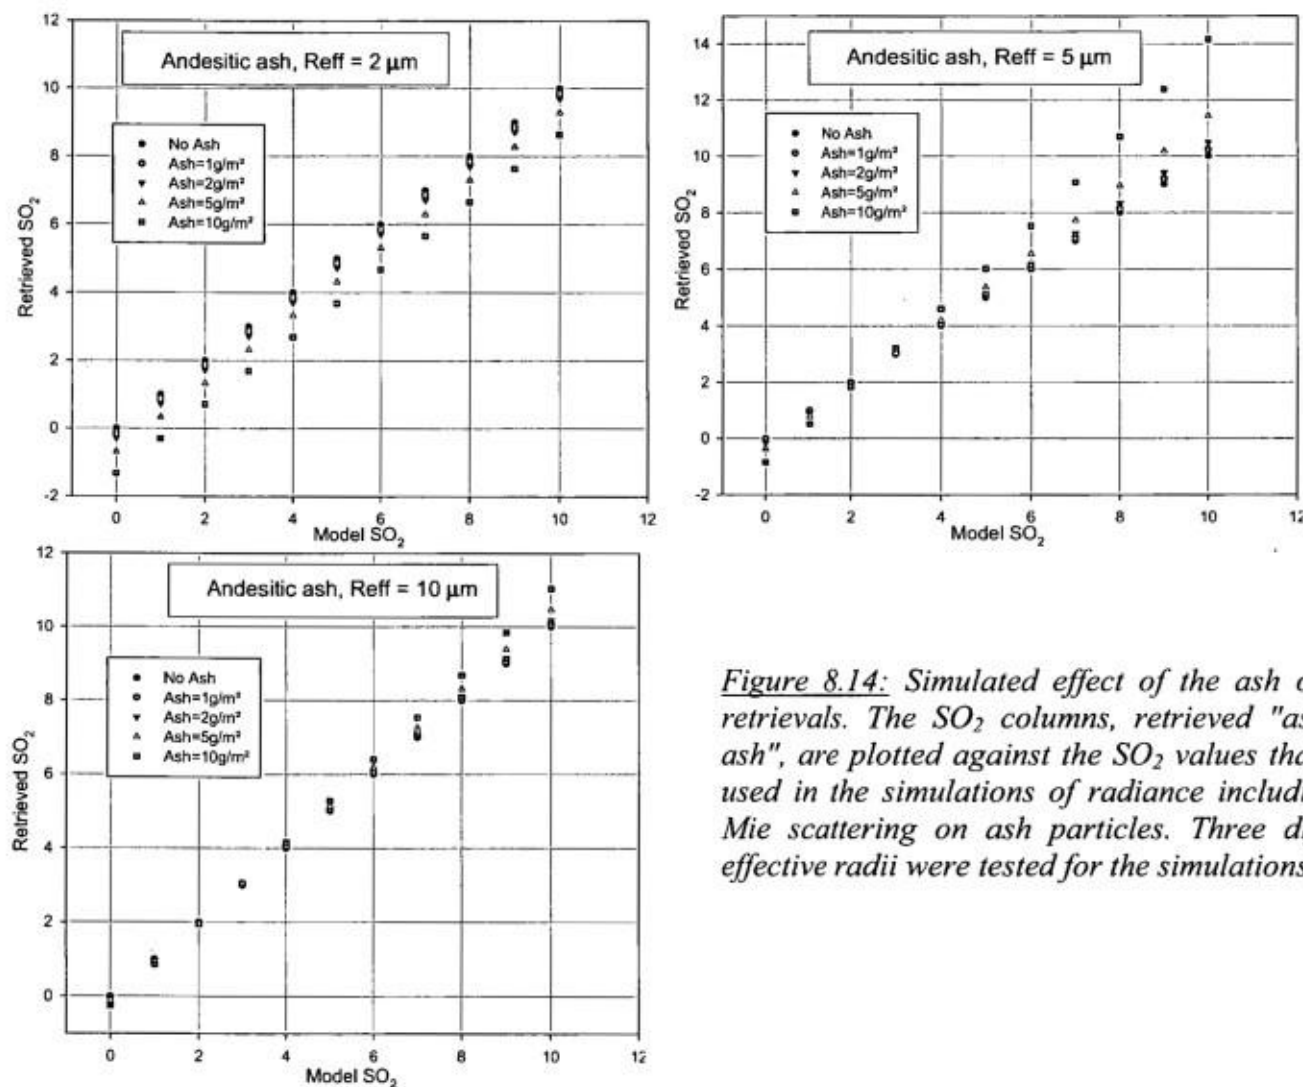 Andesitic ash, Reff = 2 μm
12
10
8
6
4
2
0
-2
Retrieved SO₂
No Ash
Ash=1g/m²
Ash=2g/m²
Ash=5g/m²
Ash=10g/m²
0 2 4 6 8 10 12
Model SO₂
Andesitic ash, Reff = 5 μm
14
12
10
8
6
4
2
0
-2
Retrieved SO₂
No Ash
Ash=1g/m²
Ash=2g/m²
Ash=5g/m²
Ash=10g/m²
0 2 4 6 8 10 12
Model SO₂
Andesitic ash, Reff = 10 μm
12
10
8
6
4
2
0
Retrieved SO₂
No Ash
Ash=1g/m²
Ash=2g/m²
Ash=5g/m²
Ash=10g/m²
0 2 4 6 8 10 12
Model SO₂
Figure 8.14: Simulated effect of the ash
retrievals. The SO₂ columns, retrieved "as
ash", are plotted against the SO₂ values tha
used in the simulations of radiance includi
Mie scattering on ash particles. Three d
effective radii were tested for the simulations